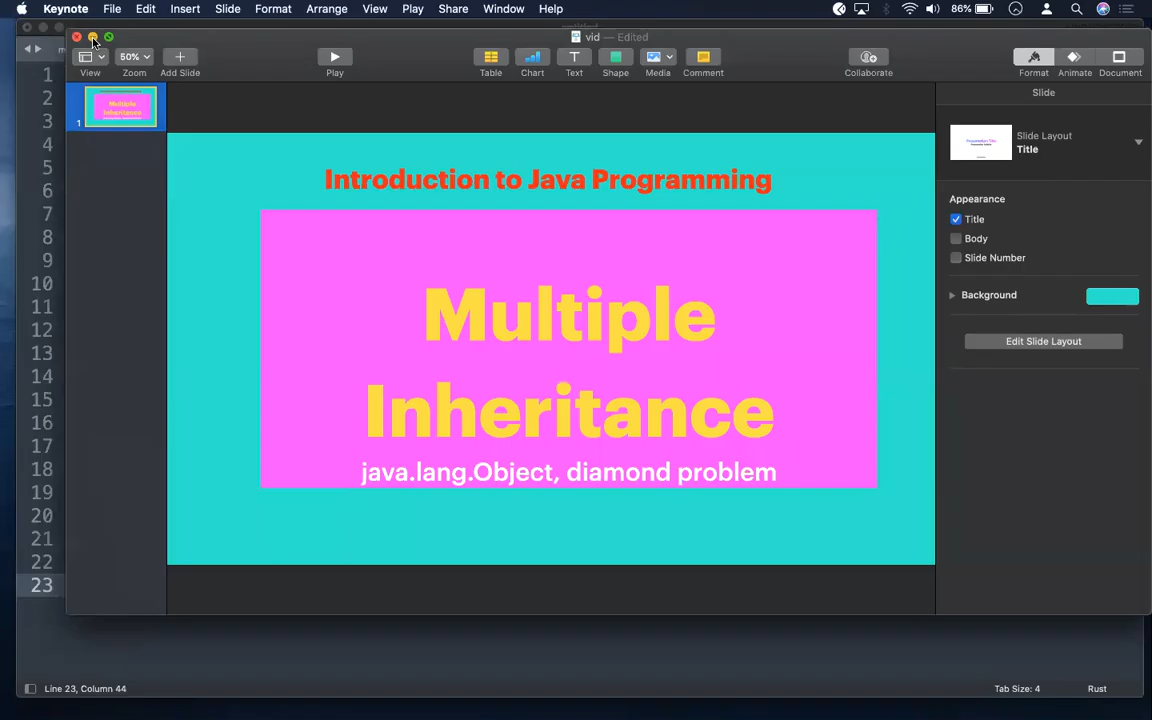 Keynote File Edit Insert Slide Format Arrange View Play Share Window Help 86%
vid — Edited
50%
View Zoom Add Slide Play Table Chart Text Shape Media Comment Collaborate Format Animate Document
Slide
Slide Layout
Title
Appearance
Title
Body
Slide Number
Background
Edit Slide Layout
1
Multiple
Inheritance
Introduction to Java Programming
Multiple
Inheritance
java.lang.Object, diamond problem
1
2
3
4
5
6
7
8
9
10
11
12
13
14
15
16
17
18
19
20
21
22
23
Line 23, Column 44 Tab Size: 4 Rust